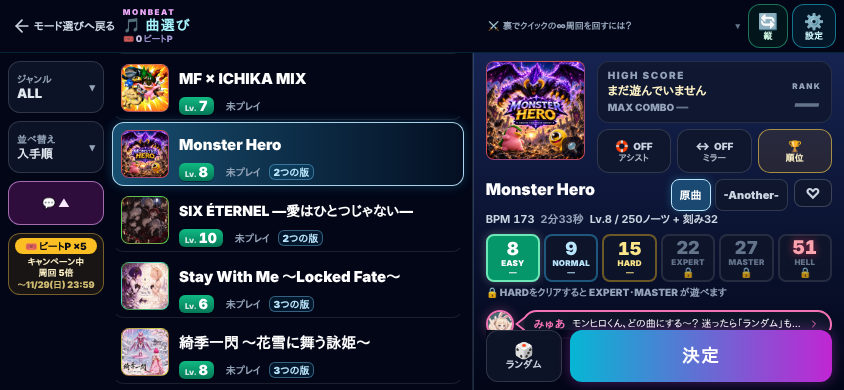 モード選びへ戻る
MONBEAT
🎵 曲選び
🎟 0 ビートP
⚔ 裏でクイックの∞周回を回すには?
▼
縦
設定
ジャンル
ALL
▼
並べ替え
入手順
▼
💬 ▲
🎟 ビートP ×5
キャンペーン中
周回 5倍
〜11/29(日) 23:59
MF × ICHIKA MIX
Lv. 7 未プレイ
Monster Hero
Lv. 8 未プレイ 2つの版
SIX ÉTERNEL —愛はひとつじゃない—
Lv. 10 未プレイ 2つの版
Stay With Me 〜Locked Fate〜
Lv. 6 未プレイ 3つの版
綺季一閃 〜花雪に舞う詠姫〜
Lv. 8 未プレイ 3つの版
MONSTER HERO
HIGH SCORE
まだ遊んでいません
MAX COMBO —
RANK
—
OFF
アシスト
↔ OFF
ミラー
🏆
順位
Monster Hero
原曲
-Another-
♡
BPM 173 2分33秒 Lv.8 / 250ノーツ + 刻み32
8
EASY
—
9
NORMAL
—
15
HARD
—
22
EXPERT
🔒
27
MASTER
🔒
51
HELL
🔒
🔒 HARDをクリアすると EXPERT・MASTER が遊べます
みゅあ モンヒロくん、どの曲にする〜? 迷ったら「ランダム」も... 〉
ランダム
決定